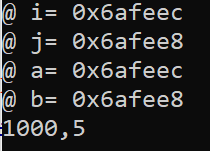 @ i= 0x6afeec
@ j= 0x6afee8
@ a= 0x6afeec
@ b= 0x6afee8
1000,5